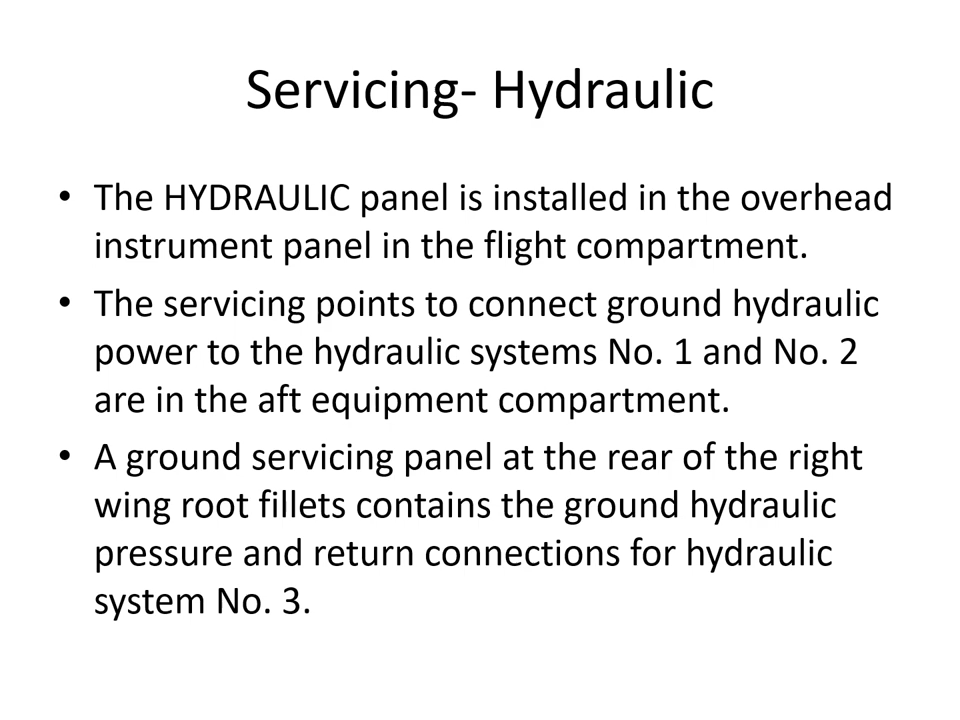 Servicing- Hydraulic
• The HYDRAULIC panel is installed in the overhead
instrument panel in the flight compartment.
• The servicing points to connect ground hydraulic
power to the hydraulic systems No. 1 and No. 2
are in the aft equipment compartment.
• A ground servicing panel at the rear of the right
wing root fillets contains the ground hydraulic
pressure and return connections for hydraulic
system No. 3.